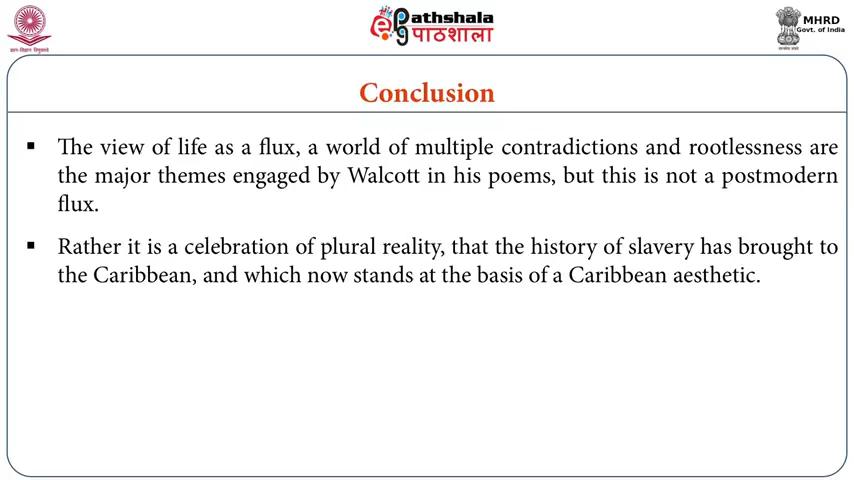 ePathshala
पाठशाला
MHRD
Govt. of India
Conclusion
▪ The view of life as a flux, a world of multiple contradictions and rootlessness are
the major themes engaged by Walcott in his poems, but this is not a postmodern
flux.
▪ Rather it is a celebration of plural reality, that the history of slavery has brought to
the Caribbean, and which now stands at the basis of a Caribbean aesthetic.